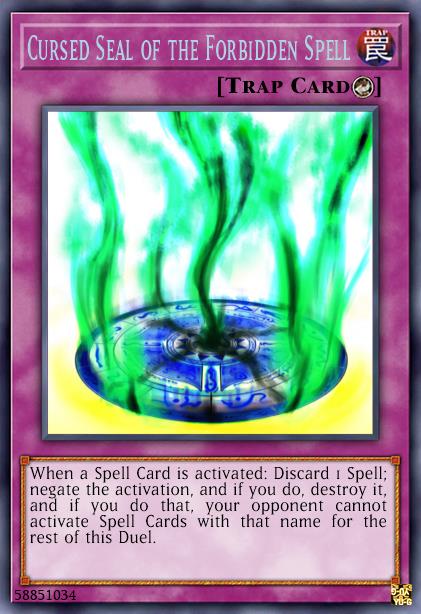 CURSED SEAL OF THE FORBIDDEN SPELL
TRAP
罠
[TRAP CARD]
When a Spell Card is activated: Discard 1 Spell;
negate the activation, and if you do, destroy it,
and if you do that, your opponent cannot
activate Spell Cards with that name for the
rest of this Duel.
58851034